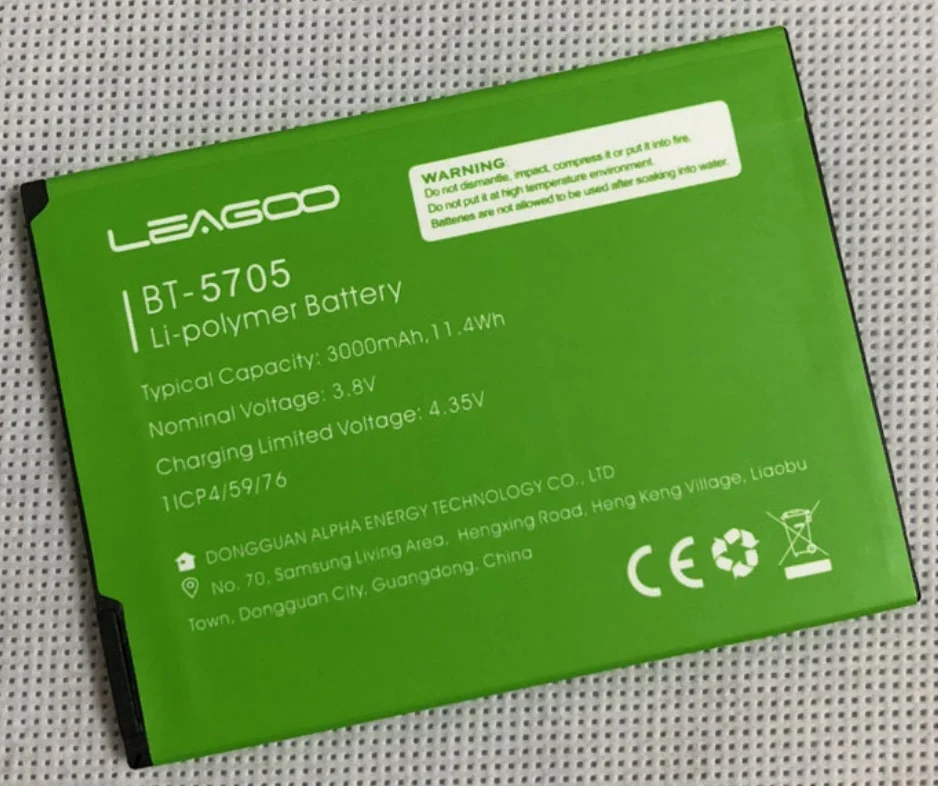 LEAGOO
WARNING:
Do not dismantle, impact, compress it or put it into fire.
Do not put it at high temperature environment.
Batteries are not allowed to be used after soaking into water.
BT-5705
Li-polymer Battery
Typical Capacity: 3000mAh,11.4Wh
Nominal Voltage: 3.8V
Charging Limited Voltage: 4.35V
1ICP4/59/76
DONGGUAN ALPHA ENERGY TECHNOLOGY CO., LTD
No. 70, Samsung Living Area, Hengxing Road, Heng Keng Village, Liaobu
Town, Dongguan City, Guangdong, China
CE